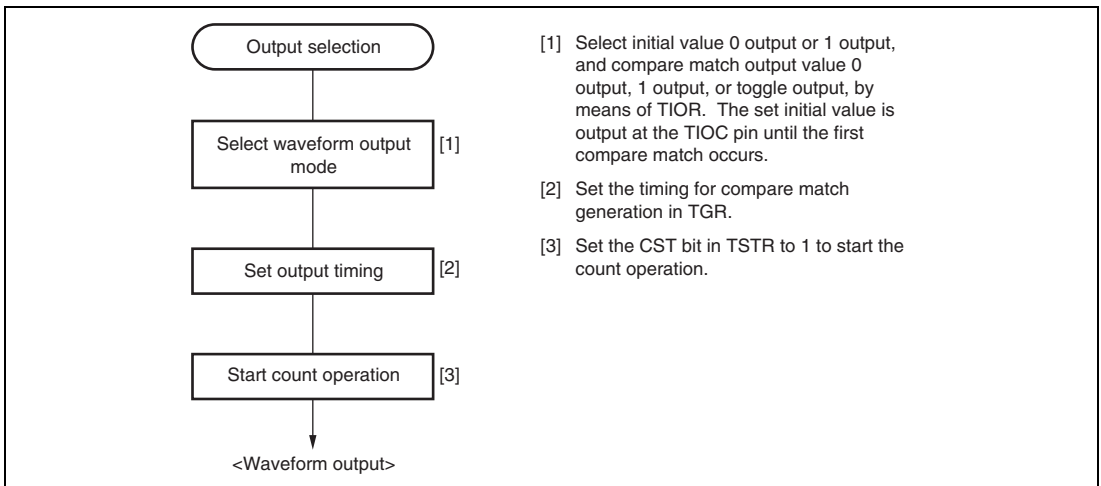 Output selection
Select waveform output
mode
[1]
Set output timing
[2]
Start count operation
[3]
<Waveform output>
[1] Select initial value 0 output or 1 output,
and compare match output value 0
output, 1 output, or toggle output, by
means of TIOR. The set initial value is
output at the TIOC pin until the first
compare match occurs.
[2] Set the timing for compare match
generation in TGR.
[3] Set the CST bit in TSTR to 1 to start the
count operation.